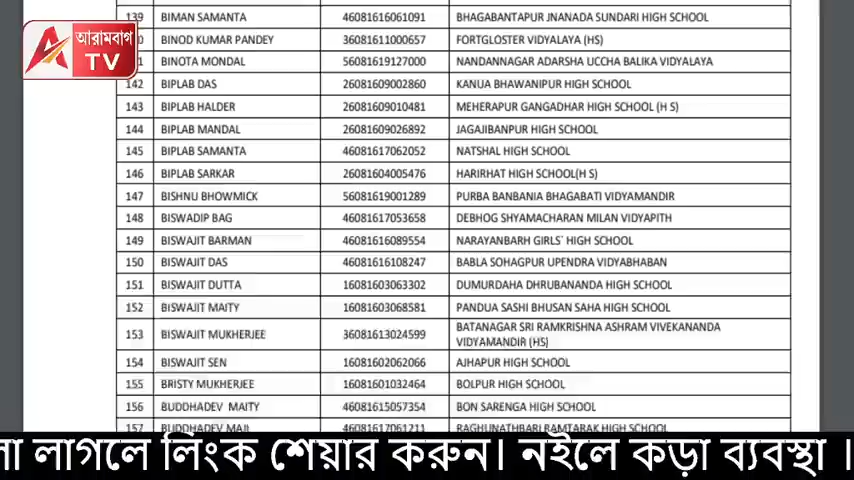 139 BIMAN SAMANTA 46081616061091 BHAGABANTAPUR JNANADA SUNDARI HIGH SCHOOL
আরামবাগ
TV
BINOD KUMAR PANDEY 36081611000657 FORTGLOSTER VIDYALAYA (HS)
BINOTA MONDAL 56081619127000 NANDANNAGAR ADARSHA UCCHA BALIKA VIDYALAYA
142 BIPLAB DAS 26081609002860 KANUA BHAWANIPUR HIGH SCHOOL
143 BIPLAB HALDER 26081609010481 MEHERAPUR GANGADHAR HIGH SCHOOL (H S)
144 BIPLAB MANDAL 26081609026892 JAGAJIBANPUR HIGH SCHOOL
145 BIPLAB SAMANTA 46081617062052 NATSHAL HIGH SCHOOL
146 BIPLAB SARKAR 26081604005476 HARIRHAT HIGH SCHOOL(H S)
147 BISHNU BHOWMICK 56081619001289 PURBA BANBANIA BHAGABATI VIDYAMANDIR
148 BISWADIP BAG 46081617053658 DEBHOG SHYAMACHARAN MILAN VIDYAPITH
149 BISWAJIT BARMAN 46081616089554 NARAYANBARH GIRLS` HIGH SCHOOL
150 BISWAJIT DAS 46081616108247 BABLA SOHAGPUR UPENDRA VIDYABHABAN
151 BISWAJIT DUTTA 16081603063302 DUMURDAHA DHRUBANANDA HIGH SCHOOL
152 BISWAJIT MAITY 16081603068581 PANDUA SASHI BHUSAN SAHA HIGH SCHOOL
153 BISWAJIT MUKHERJEE 36081613024599 BATANAGAR SRI RAMKRISHNA ASHRAM VIVEKANANDA
VIDYAMANDIR (HS)
154 BISWAJIT SEN 16081602062066 AJHAPUR HIGH SCHOOL
155 BRISTY MUKHERJEE 16081601032464 BOLPUR HIGH SCHOOL
156 BUDDHADEV MAITY 46081615057354 BON SARENGA HIGH SCHOOL
157 BUDDHADEV MAJI 46081617061211 RAGHUNATHBARI RAMTARAK HIGH SCHOOL
লাগলে লিংক শেয়ার করুন। নইলে কড়া ব্যবস্থা ।